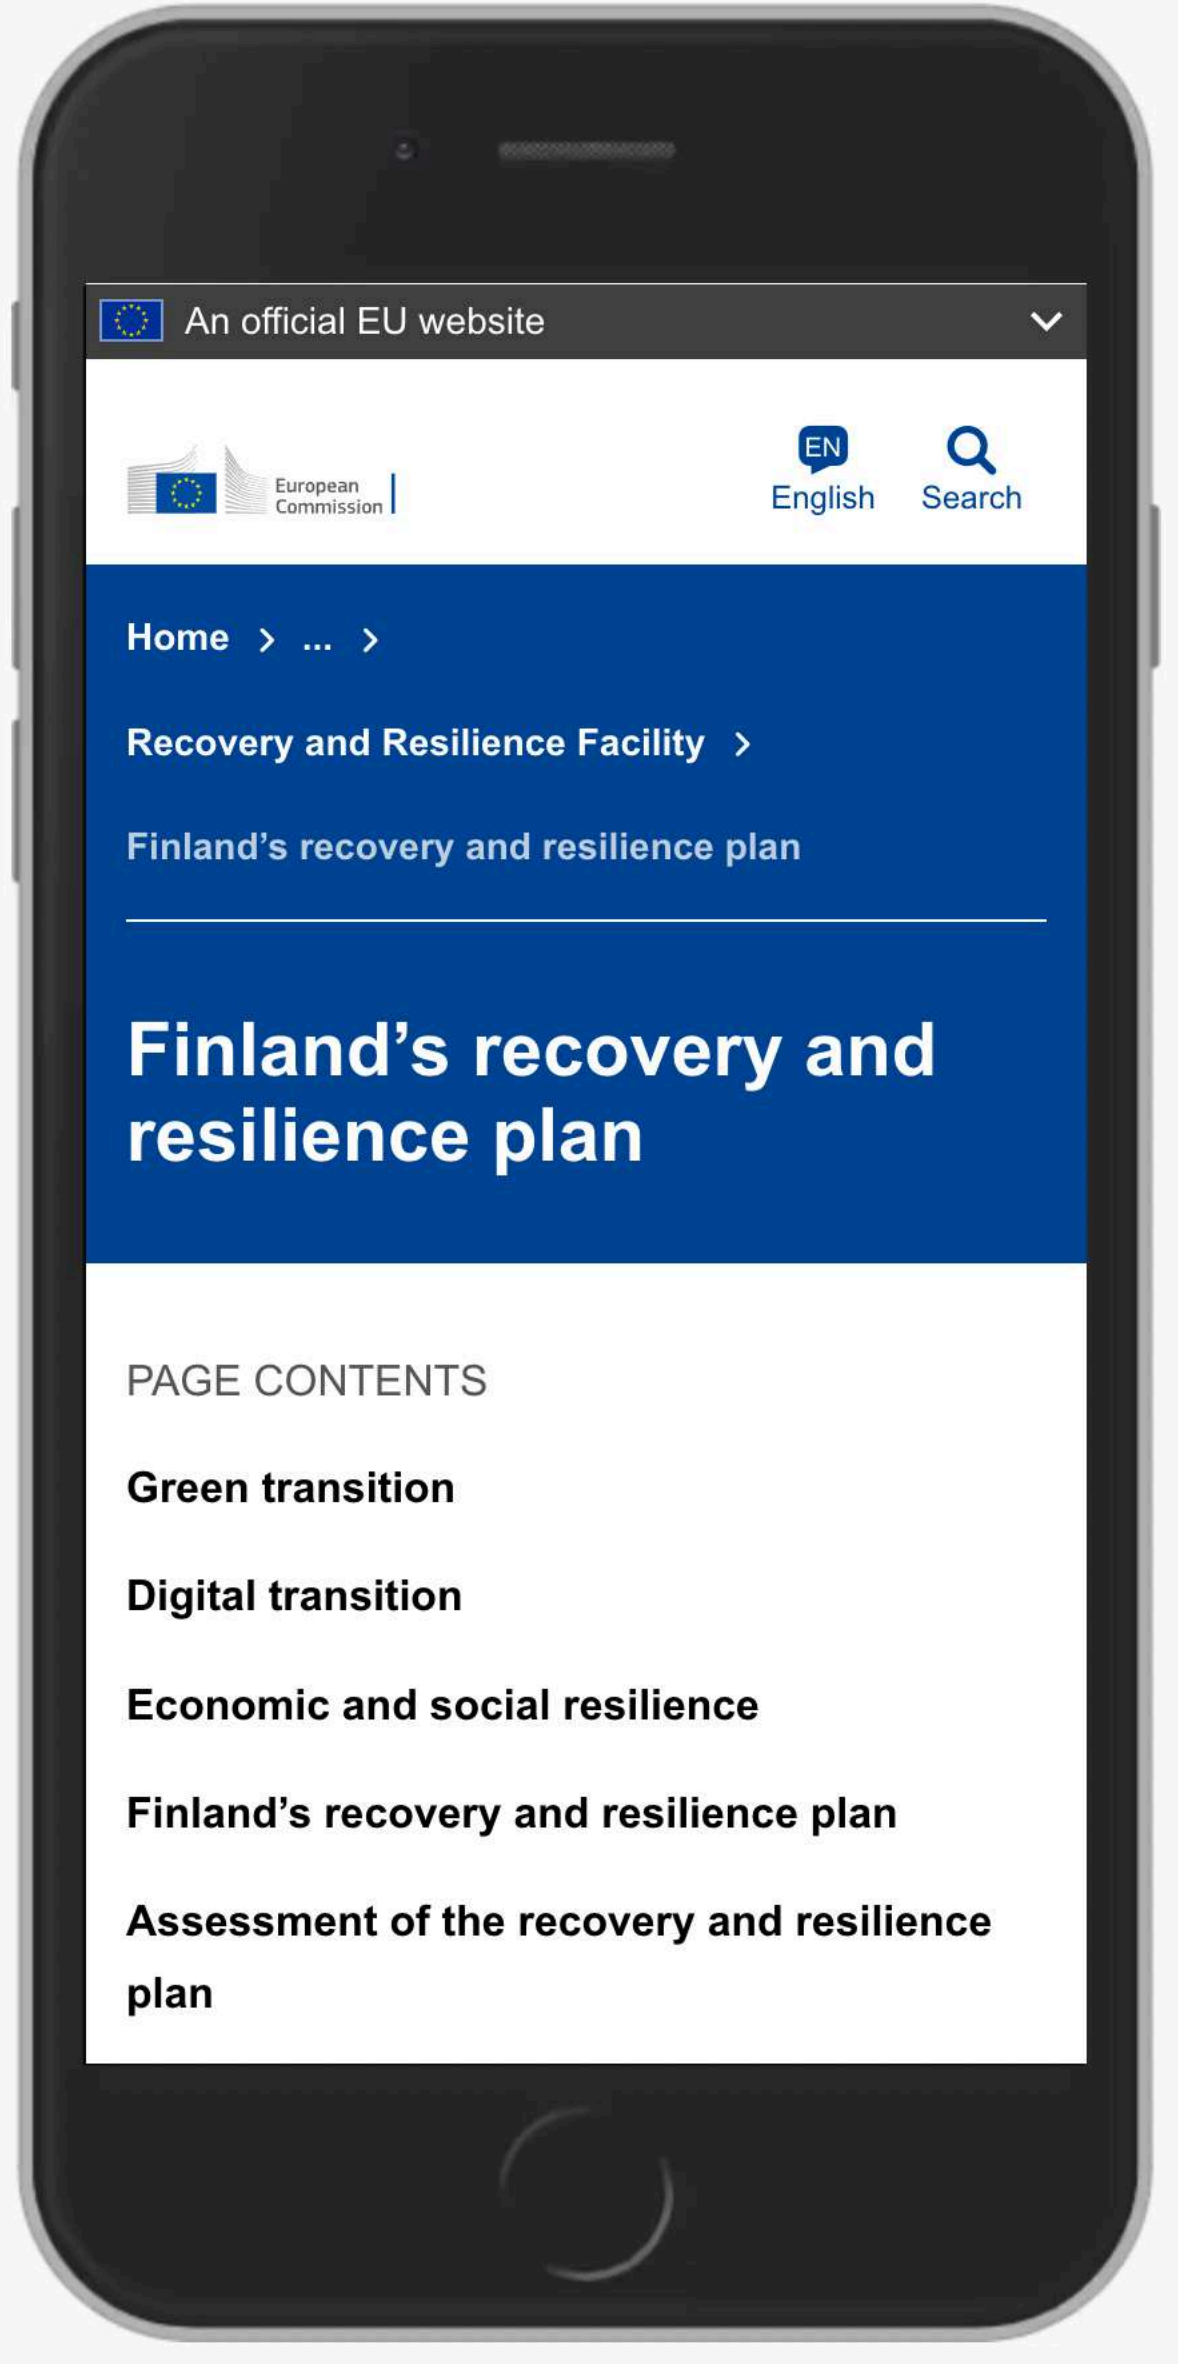 An official EU website
EN
English
Search
European
Commission
Home > ... >
Recovery and Resilience Facility >
Finland’s recovery and resilience plan
Finland’s recovery and
resilience plan
PAGE CONTENTS
Green transition
Digital transition
Economic and social resilience
Finland’s recovery and resilience plan
Assessment of the recovery and resilience
plan